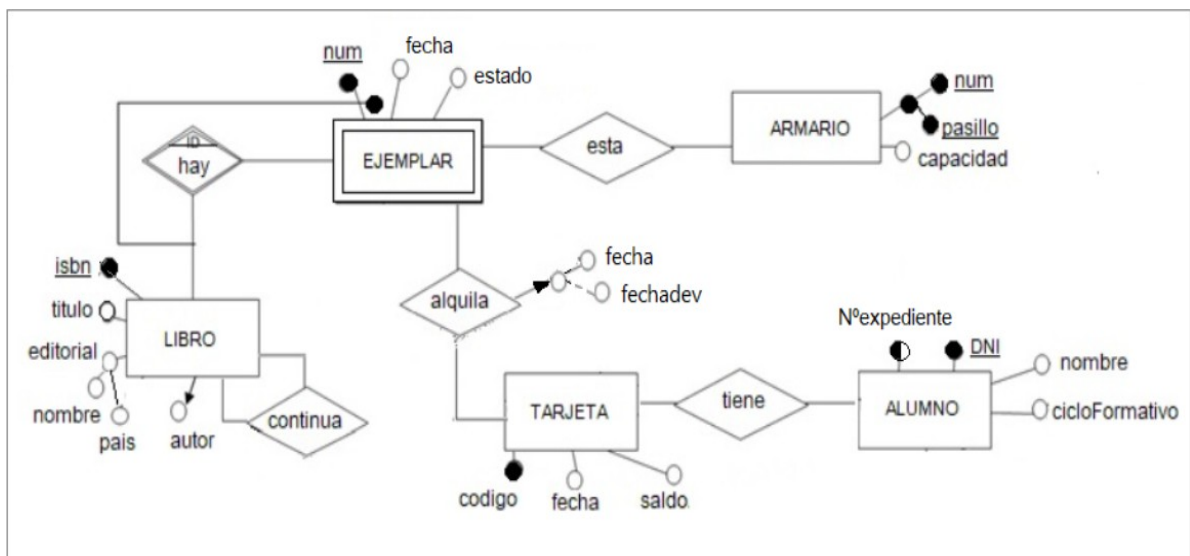 num
fecha
estado
EJEMPLAR
esta
ARMARIO
num
pasillo
capacidad
ID
hay
isbn
titulo
editorial
nombre
pais
autor
LIBRO
continua
alquila
fecha
fechadev
TARJETA
codigo
fecha
saldo
tiene
Nºexpediente
DNI
nombre
cicloFormativo
ALUMNO